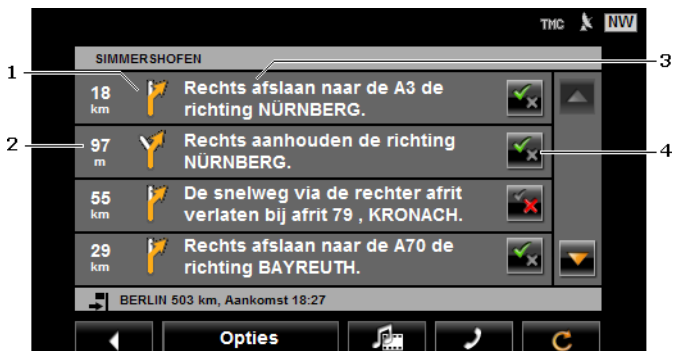 TMC NW
SIMMERSHOFEN
1
3
18 km
Rechts afslaan naar de A3 de
richting NÜRNBERG.
2
97 m
Rechts aanhouden de richting
NÜRNBERG.
4
55 km
De snelweg via de rechter afrit
verlaten bij afrit 79 , KRONACH.
29 km
Rechts afslaan naar de A70 de
richting BAYREUTH.
BERLIN 503 km, Aankomst 18:27
Opties